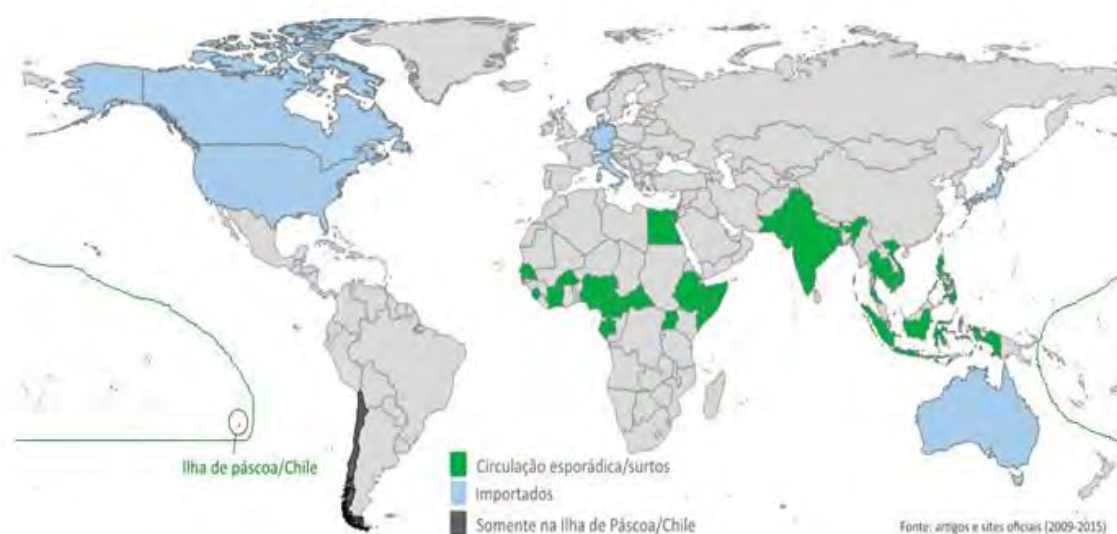 Ilha de páscoa/Chile
Circulação esporádica/surtos
Importados
Somente na Ilha de Páscoa/Chile
Fonte: artigos e sites oficiais (2009-2015)